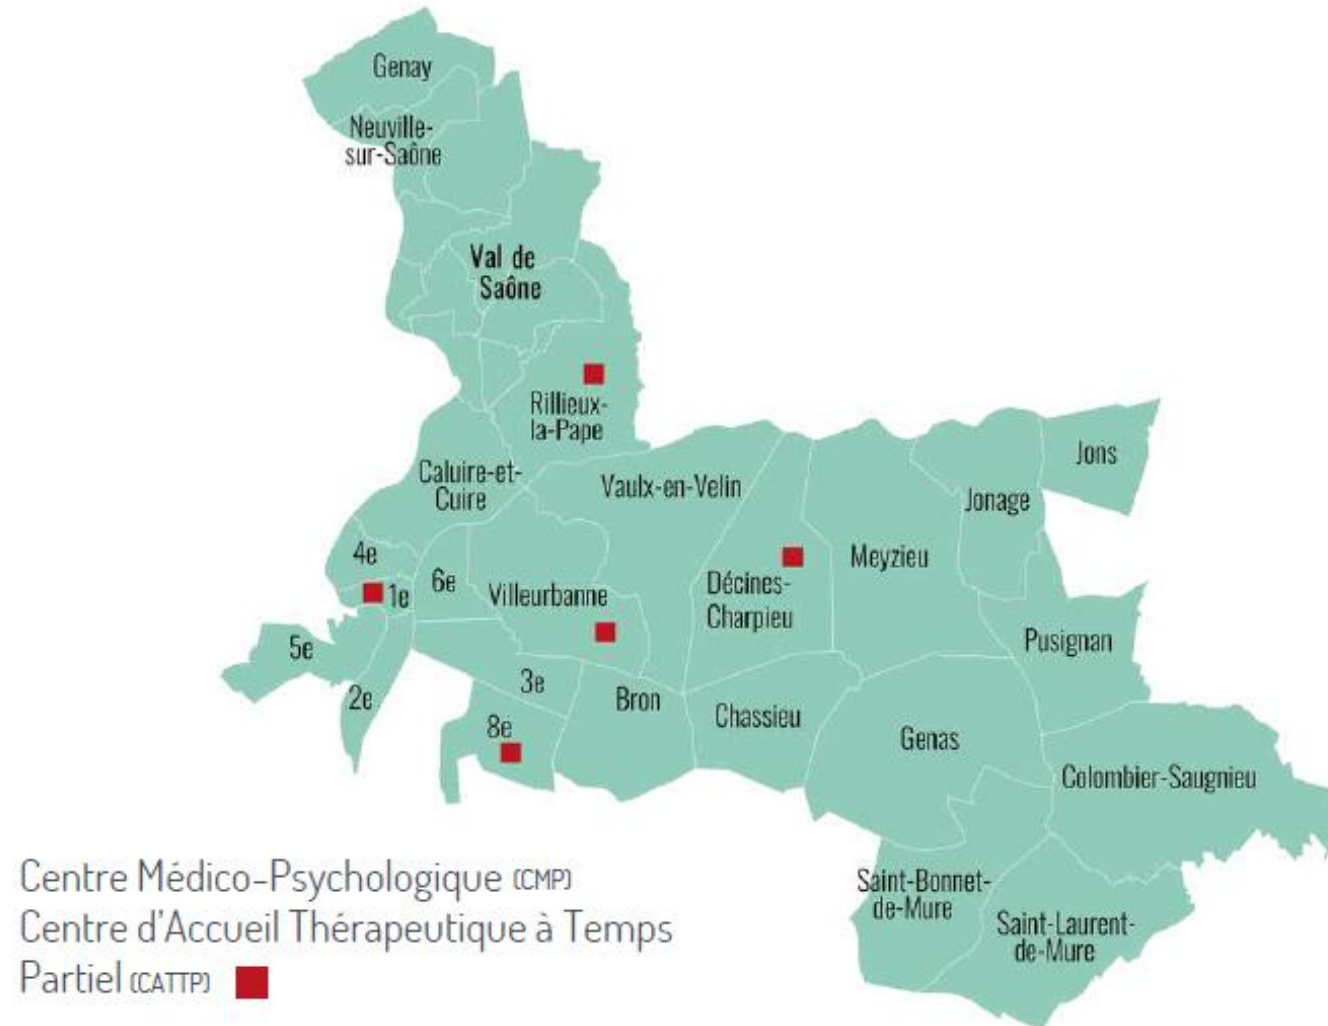 Genay
Neuville-
sur-Saône
Val de
Saône
Rillieux-
la-Pape
Caluire-et-
Cuire
Vaulx-en-Velin
Jons
Jonage
Meyzieu
4e
1e
6e
Villeurbanne
Décines-
Charpieu
Pusignan
5e
2e
3e
8e
Bron
Chassieu
Genas
Colombier-Saugnieu
Saint-Bonnet-
de-Mure
Saint-Laurent-
de-Mure
Centre Médico-Psychologique (CMP)
Centre d'Accueil Thérapeutique à Temps
Partiel (CATTP)